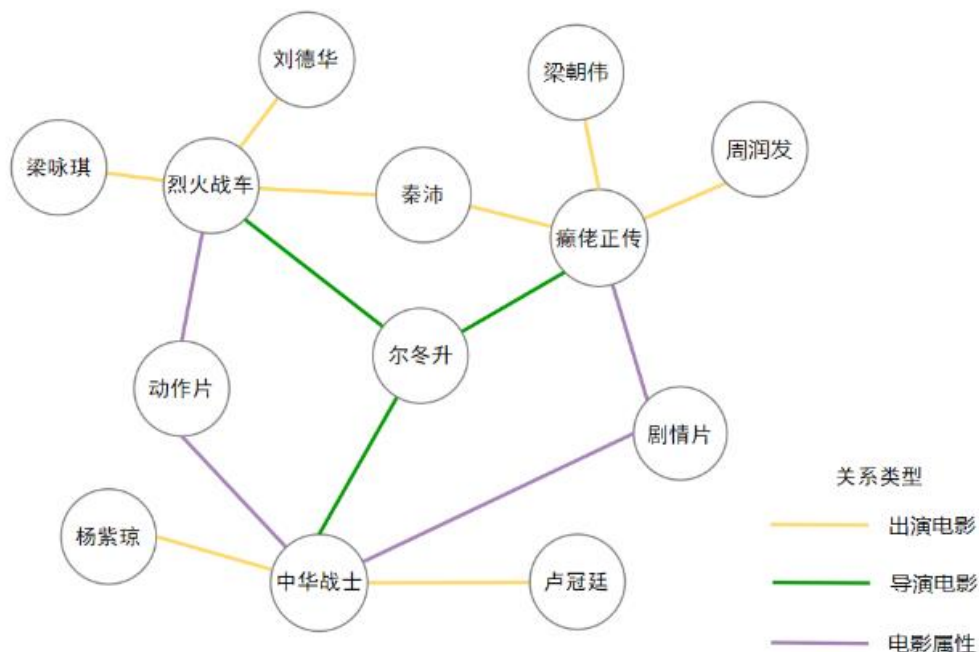 刘德华
梁朝伟
周润发
梁咏琪
烈火战车
秦沛
癫佬正传
尔冬升
动作片
剧情片
关系类型
出演电影
杨紫琼
中华战士
卢冠廷
导演电影
电影属性